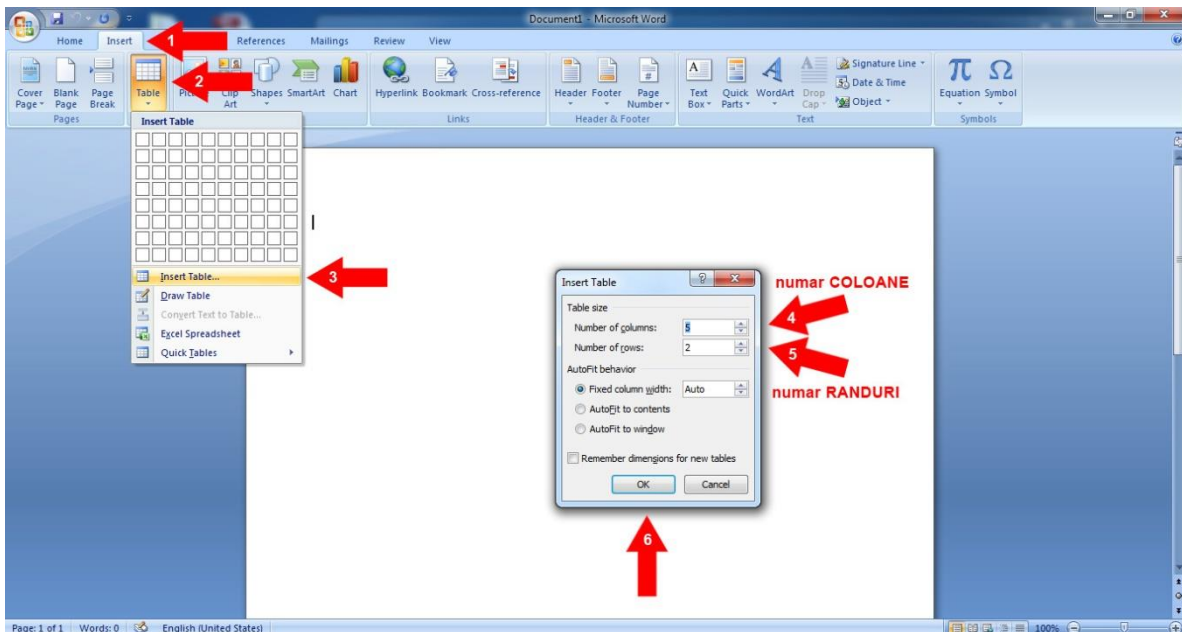 Document1 - Microsoft Word
Home Insert 1 References Mailings Review View
Cover Page Blank Page Page Break Table 2 Clip Art Shapes SmartArt Chart Hyperlink Bookmark Cross-reference Header Footer Page Number Text Box Quick Parts WordArt Drop Cap Signature Line Date & Time Object Equation Symbol
Pages Links Header & Footer Text Symbols
Insert Table
Insert Table...
3
Draw Table
Convert Text to Table...
Excel Spreadsheet
Quick Tables
Insert Table
numar COLOANE
Table size
4
Number of columns: 5
Number of rows: 2
5
AutoFit behavior
Fixed column width: Auto
numar RANDURI
AutoFit to contents
AutoFit to window
Remember dimensions for new tables
OK Cancel
6
Page: 1 of 1 Words: 0 English (United States) 100%